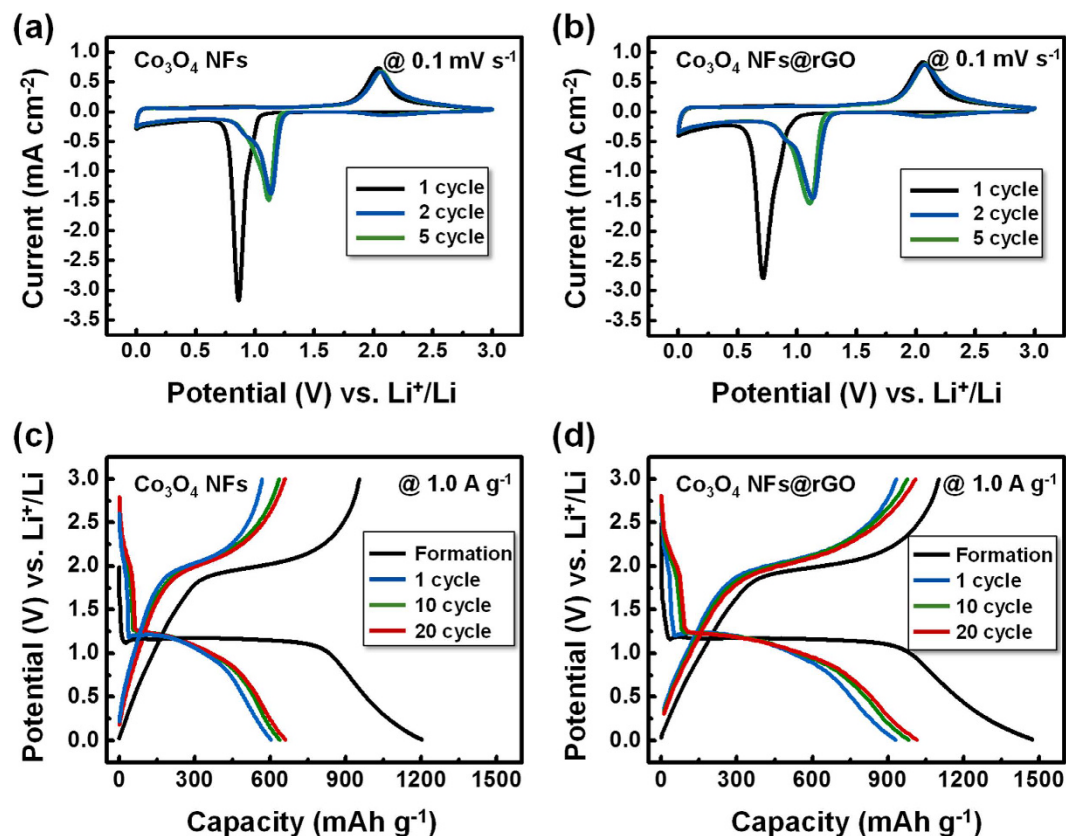 (a)
Co₃O₄ NFs
@ 0.1 mV s⁻¹
1 cycle
2 cycle
5 cycle
Current (mA cm⁻²)
1.0
0.5
0.0
-0.5
-1.0
-1.5
-2.0
-2.5
-3.0
-3.5
0.0 0.5 1.0 2.0 3.0
Potential (V) vs. Li⁺/Li
(b)
Co₃O₄ NFs@rGO
@ 0.1 mV s⁻¹
1 cycle
2 cycle
5 cycle
Current (mA cm⁻²)
1.0
0.5
0.0
-0.5
-1.0
-1.5
-2.0
-2.5
-3.0
-3.5
0.0 0.5 1.0 2.0 3.0
Potential (V) vs. Li⁺/Li
(c)
Co₃O₄ NFs
@ 1.0 A g⁻¹
Formation
1 cycle
10 cycle
20 cycle
Potential (V) vs. Li⁺/Li
3.0
2.5
2.0
1.5
1.0
0.5
0.0
0 300 600 900 1200 1500
Capacity (mAh g⁻¹)
(d)
Co₃O₄ NFs@rGO
@ 1.0 A g⁻¹
Formation
1 cycle
10 cycle
20 cycle
Potential (V) vs. Li⁺/Li
3.0
2.5
2.0
1.5
1.0
0.5
0.0
0 300 600 900 1200 1500
Capacity (mAh g⁻¹)